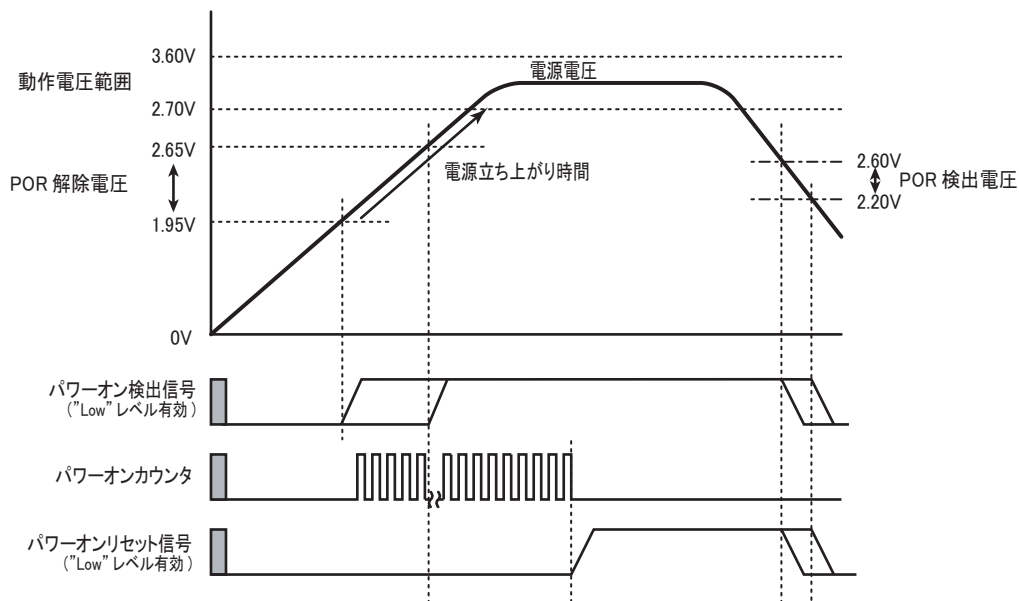 3.60V
動作電圧範囲
電源電圧
2.70V
2.65V
電源立ち上がり時間
2.60V
POR 解除電圧
POR 検出電圧
2.20V
1.95V
0V
パワーオン検出信号
("Low" レベル有効)
パワーオンカウンタ
パワーオンリセット信号
("Low" レベル有効)